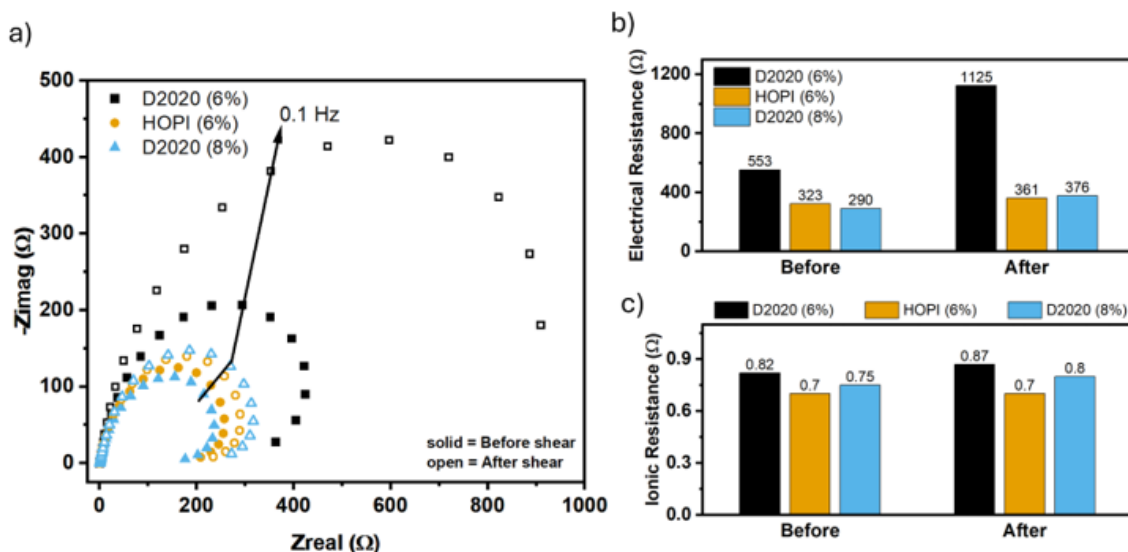 a)
500
400
300
200
100
0
-Zimag (Ω)
D2020 (6%)
HOPI (6%)
D2020 (8%)
0.1 Hz
solid = Before shear
open = After shear
0 200 400 600 800 1000
Zreal (Ω)
b)
Electrical Resistance (Ω)
1200
800
400
0
D2020 (6%)
HOPI (6%)
D2020 (8%)
553
323
290
1125
361
376
Before After
c)
D2020 (6%) HOPI (6%) D2020 (8%)
Ionic Resistance (Ω)
0.9
0.6
0.3
0.0
0.82
0.7
0.75
0.87
0.7
0.8
Before After